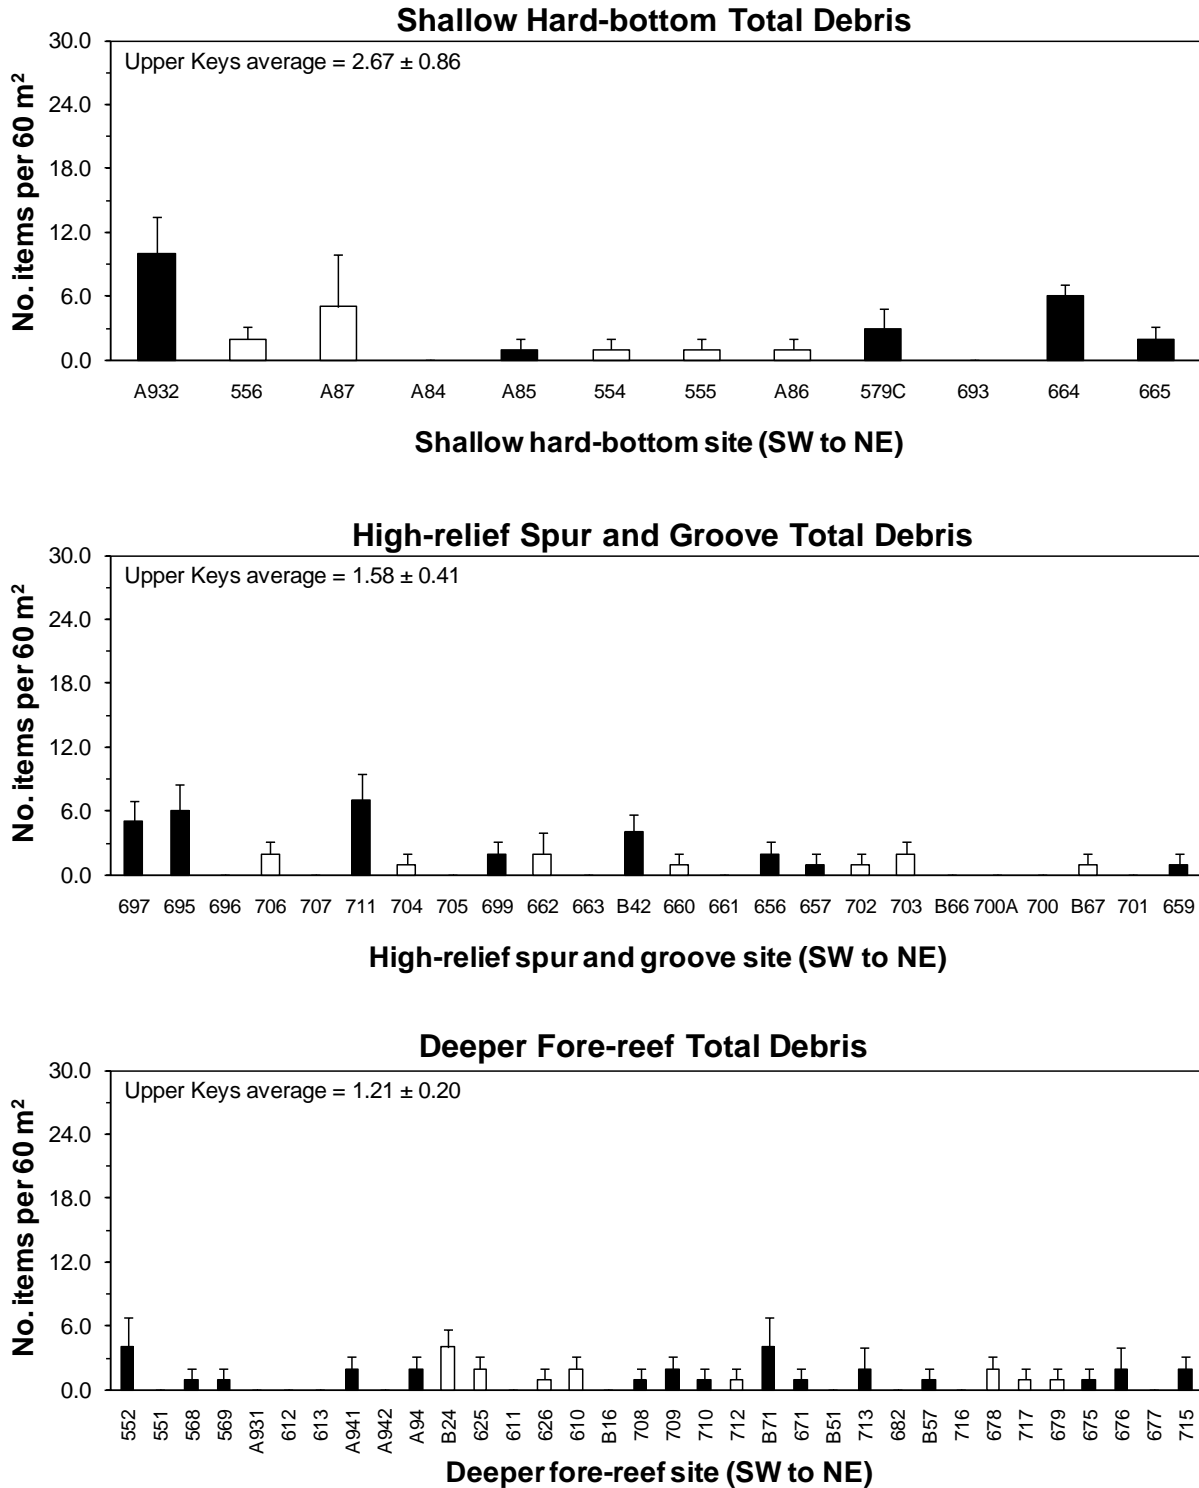 Shallow Hard-bottom Total Debris
Upper Keys average = 2.67 ± 0.86
No. items per 60 m²
30.0
24.0
18.0
12.0
6.0
0.0
A932 556 A87 A84 A85 554 555 A86 579C 693 664 665
Shallow hard-bottom site (SW to NE)
High-relief Spur and Groove Total Debris
Upper Keys average = 1.58 ± 0.41
No. items per 60 m²
30.0
24.0
18.0
12.0
6.0
0.0
697 695 696 706 707 711 704 705 699 662 663 B42 660 661 656 657 702 703 B66 700A 700 B67 701 659
High-relief spur and groove site (SW to NE)
Deeper Fore-reef Total Debris
Upper Keys average = 1.21 ± 0.20
No. items per 60 m²
30.0
24.0
18.0
12.0
6.0
0.0
552 551 568 569 A931 612 613 A941 A942 A94 B24 625 611 626 610 B16 708 709 710 712 B71 671 B51 713 682 B57 716 678 717 679 675 676 677 715
Deeper fore-reef site (SW to NE)